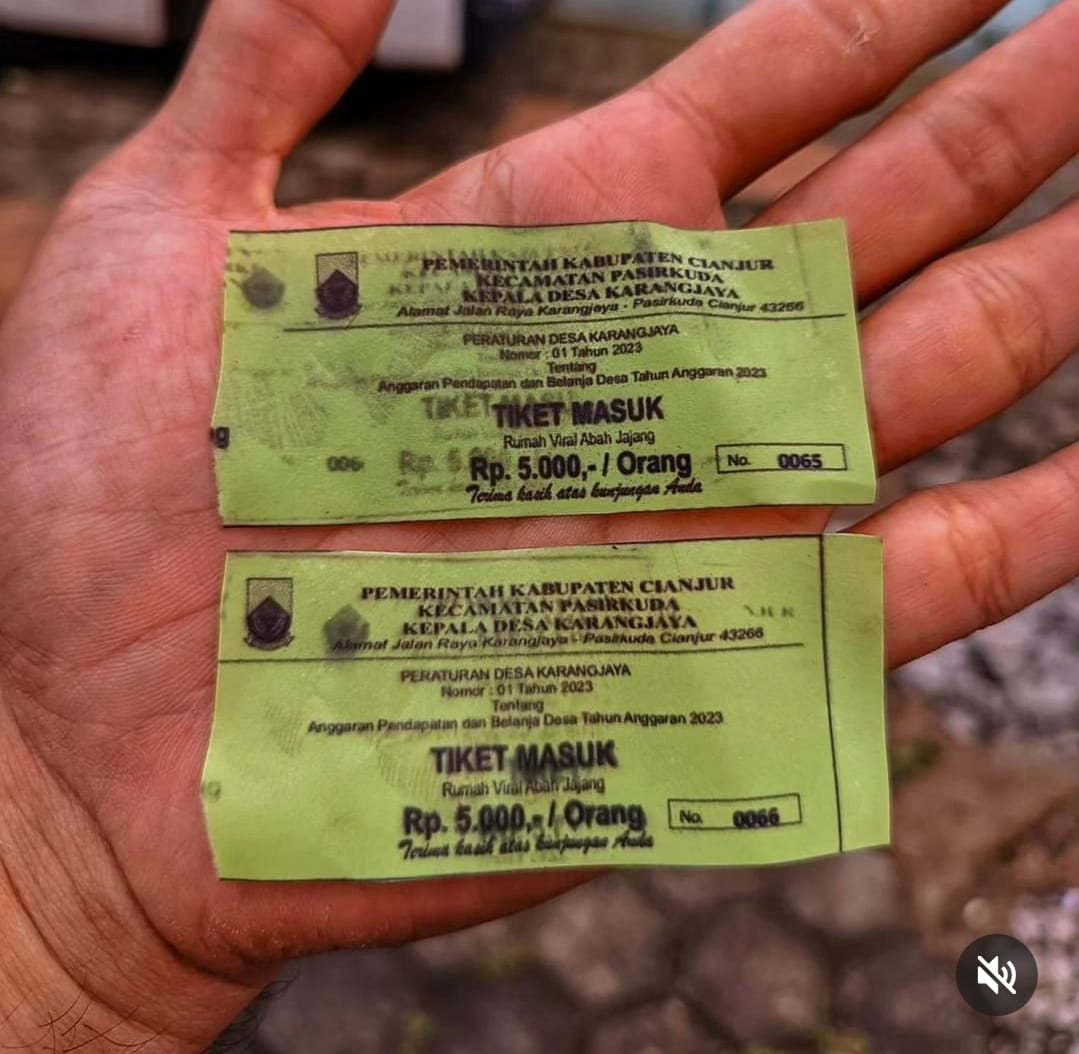 PEMERINTAH KABUPATEN CIANJUR
KECAMATAN PASIRKUDA
KEPALA DESA KARANGJAYA
Alamat Jalan Raya Karangjaya - Pasirkuda Cianjur 43266
PERATURAN DESA KARANGJAYA
Nomor : 01 Tahun 2023
Tentang
Anggaran Pendapatan dan Belanja Desa Tahun Anggaran 2023
TIKET MASUK
Rumah Viral Abah Jajang
Rp. 5.000,- / Orang
No. 0065
Terima kasih atas kunjungan Anda
PEMERINTAH KABUPATEN CIANJUR
KECAMATAN PASIRKUDA
KEPALA DESA KARANGJAYA
Alamat Jalan Raya Karangjaya - Pasirkuda Cianjur 43266
PERATURAN DESA KARANGJAYA
Nomor : 01 Tahun 2023
Tentang
Anggaran Pendapatan dan Belanja Desa Tahun Anggaran 2023
TIKET MASUK
Rumah Viral Abah Jajang
Rp. 5.000,- / Orang
No. 0066
Terima kasih atas kunjungan Anda